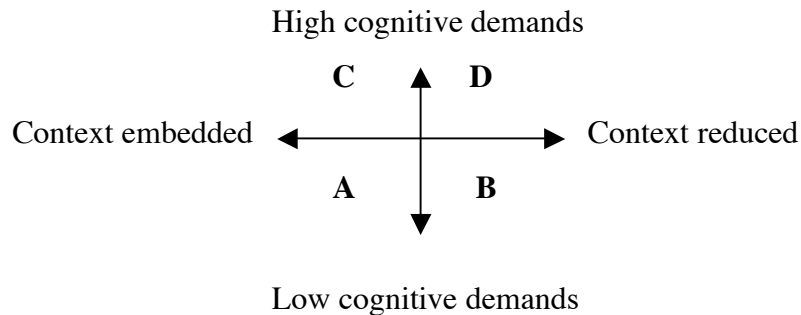 High cognitive demands
C D
Context embedded Context reduced
A B
Low cognitive demands